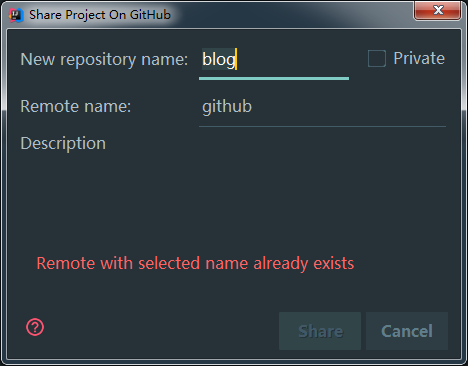 Share Project On GitHub
New repository name: blog Private
Remote name: github
Description
Remote with selected name already exists
? Share Cancel